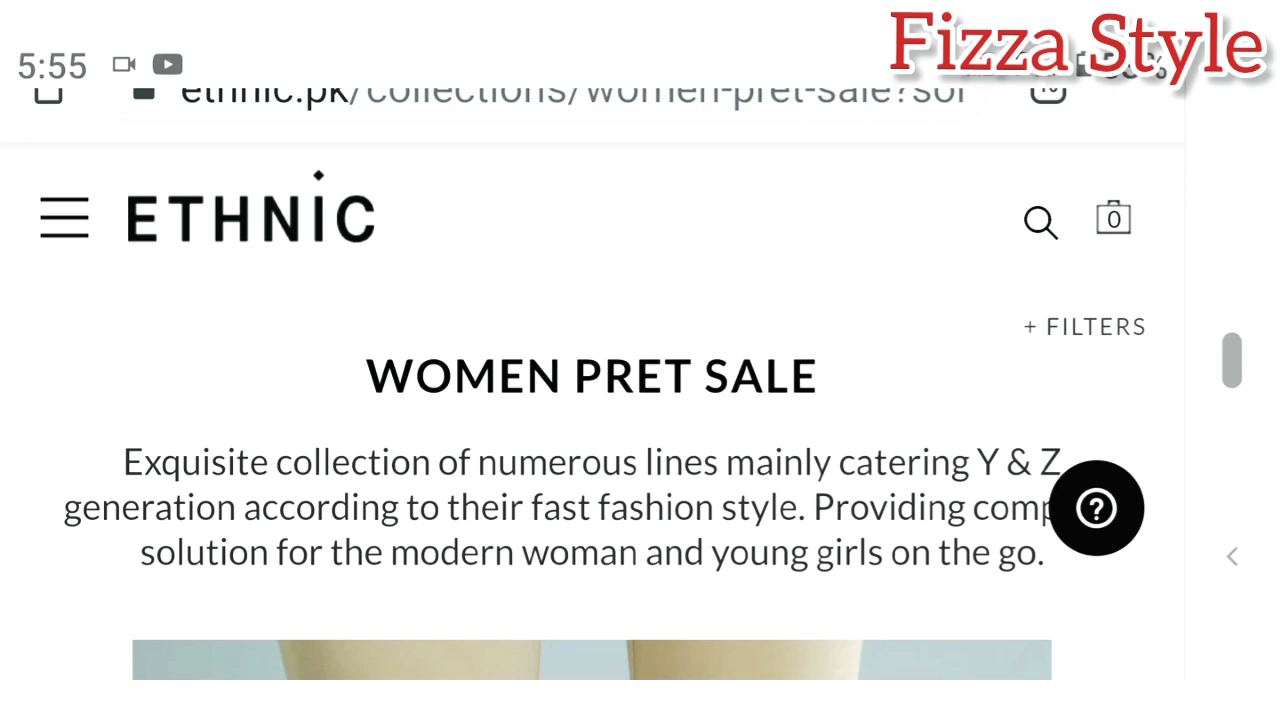 Fizza Style
5:55
ethnic.pk/collections/women-pret-sale?sor
ETHNIC
0
+ FILTERS
WOMEN PRET SALE
Exquisite collection of numerous lines mainly catering Y & Z
generation according to their fast fashion style. Providing comp
solution for the modern woman and young girls on the go.